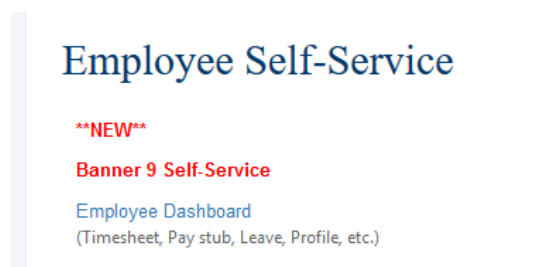 Employee Self-Service
**NEW**
Banner 9 Self-Service
Employee Dashboard
(Timesheet, Pay stub, Leave, Profile, etc.)